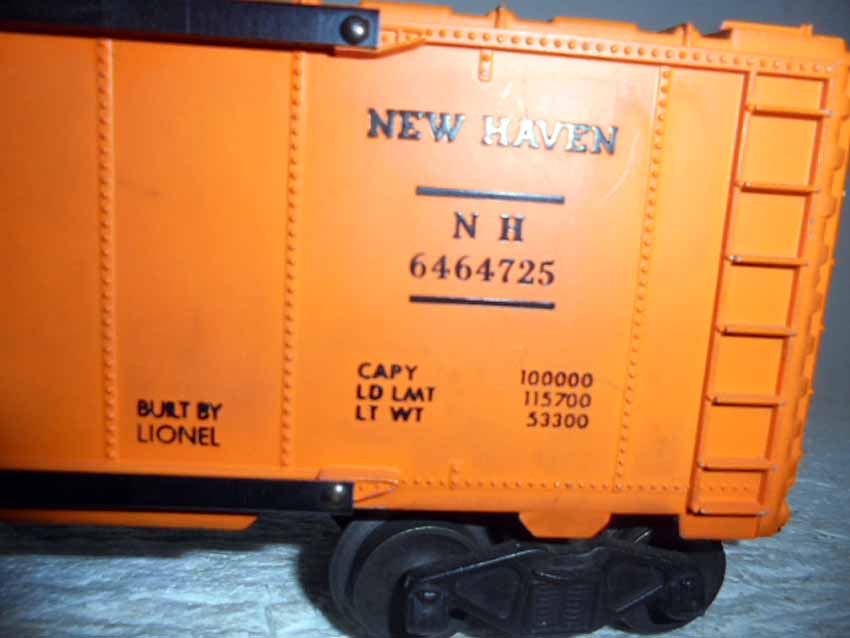 NEW HAVEN
N H
6464725
CAPY 100000
LD LMT 115700
LT WT 53300
BUILT BY
LIONEL